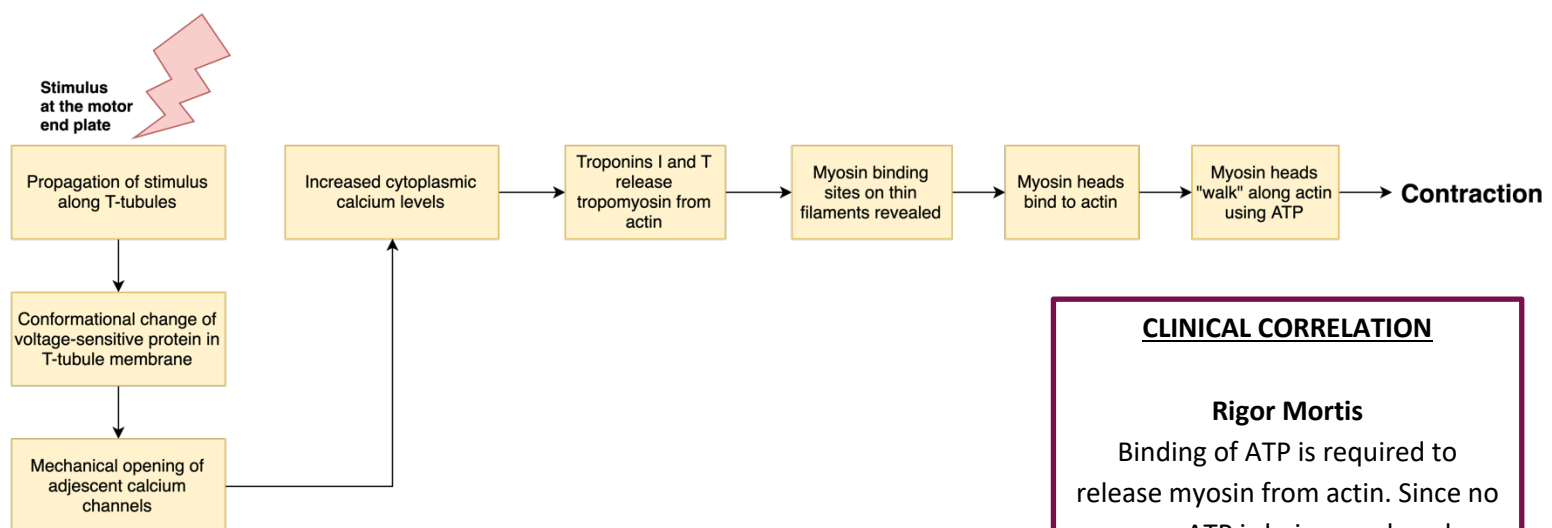 Stimulus
at the motor
end plate
Propagation of stimulus
along T-tubules
Conformational change of
voltage-sensitive protein in
T-tubule membrane
Mechanical opening of
adjescent calcium
channels
Increased cytoplasmic
calcium levels
Troponins I and T
release
tropomyosin from
actin
Myosin binding
sites on thin
filaments revealed
Myosin heads
bind to actin
Myosin heads
"walk" along actin
using ATP
Contraction
CLINICAL CORRELATION
Rigor Mortis
Binding of ATP is required to
release myosin from actin. Since no